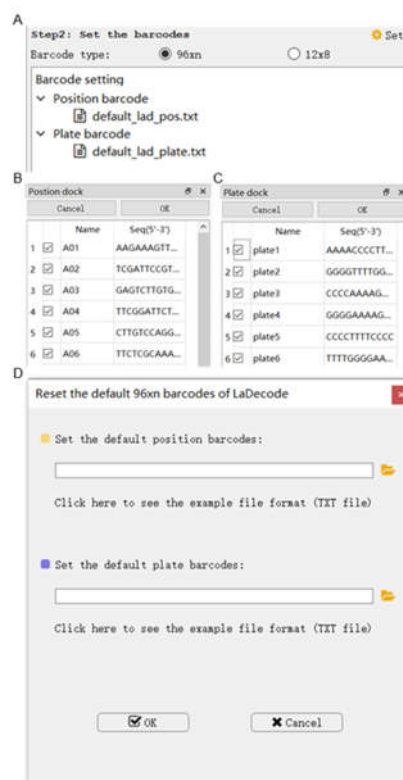 A
Step2: Set the barcodes Set
Barcode type: 96xn 12x8
Barcode setting
Position barcode
default_lad_pos.txt
Plate barcode
default_lad_plate.txt
B
Postion dock
Cancel OK
Name Seq(5'-3')
1 A01 AAGAAAGTT...
2 A02 TCGATTCCGT...
3 A03 GAGTCTTGTG...
4 A04 TTCGGATTCT...
5 A05 CTTGTCCAGG...
6 A06 TTCTCGCAAA...
C
Plate dock
Cancel OK
Name Seq(5'-3')
1 plate1 AAAACCCCTT...
2 plate2 GGGGTTTTGG...
3 plate3 CCCCAAAAG...
4 plate4 GGGGAAAAG...
5 plate5 CCCCTTTTCCCC
6 plate6 TTTTGGGGAA...
D
Reset the default 96xn barcodes of LaDecode
Set the default position barcodes:
Click here to see the example file format (TXT file)
Set the default plate barcodes:
Click here to see the example file format (TXT file)
OK Cancel